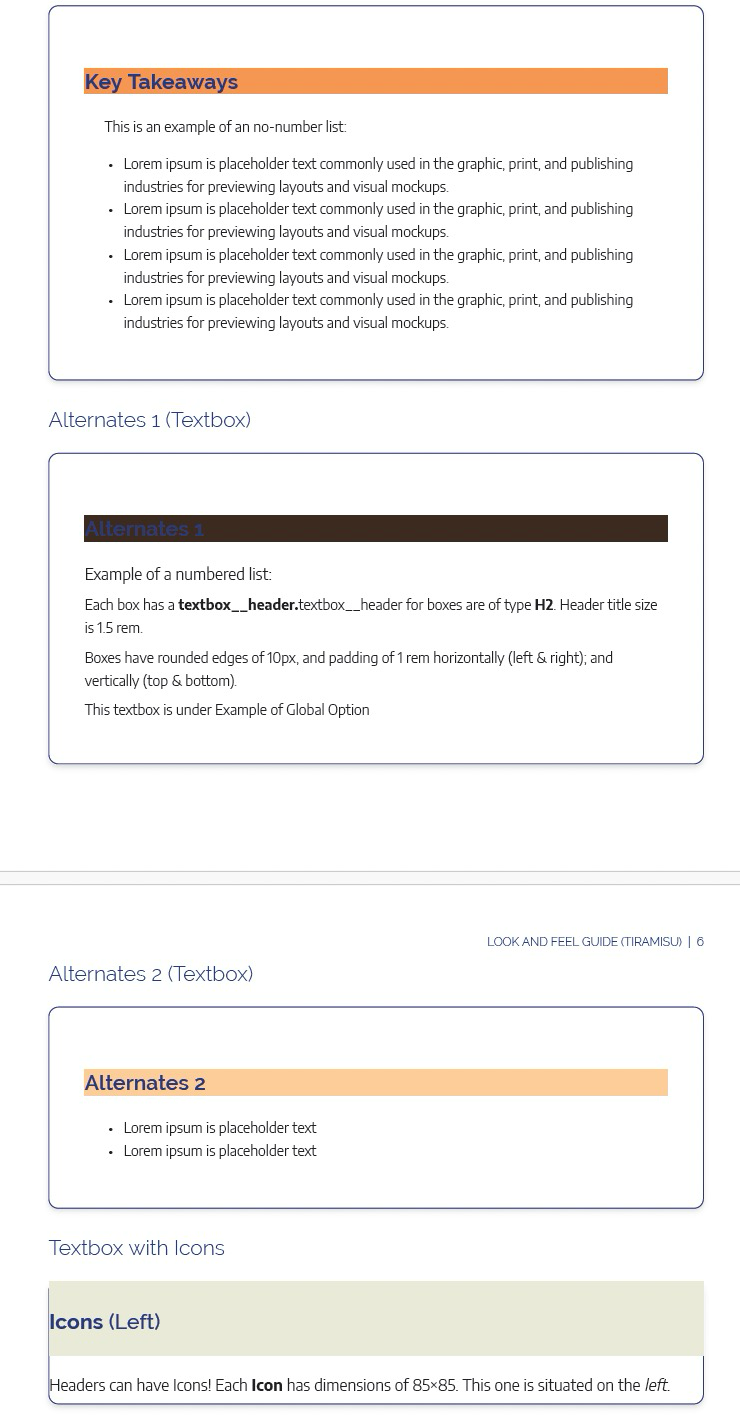 Key Takeaways
This is an example of an no-number list:
• Lorem ipsum is placeholder text commonly used in the graphic, print, and publishing
industries for previewing layouts and visual mockups.
• Lorem ipsum is placeholder text commonly used in the graphic, print, and publishing
industries for previewing layouts and visual mockups.
• Lorem ipsum is placeholder text commonly used in the graphic, print, and publishing
industries for previewing layouts and visual mockups.
• Lorem ipsum is placeholder text commonly used in the graphic, print, and publishing
industries for previewing layouts and visual mockups.
Alternates 1 (Textbox)
Alternates 1
Example of a numbered list:
Each box has a textbox__header.textbox__header for boxes are of type H2. Header title size
is 1.5 rem.
Boxes have rounded edges of 10px, and padding of 1 rem horizontally (left & right); and
vertically (top & bottom).
This textbox is under Example of Global Option
LOOK AND FEEL GUIDE (TIRAMISU) | 6
Alternates 2 (Textbox)
Alternates 2
• Lorem ipsum is placeholder text
• Lorem ipsum is placeholder text
Textbox with Icons
Icons (Left)
Headers can have Icons! Each Icon has dimensions of 85×85. This one is situated on the left.